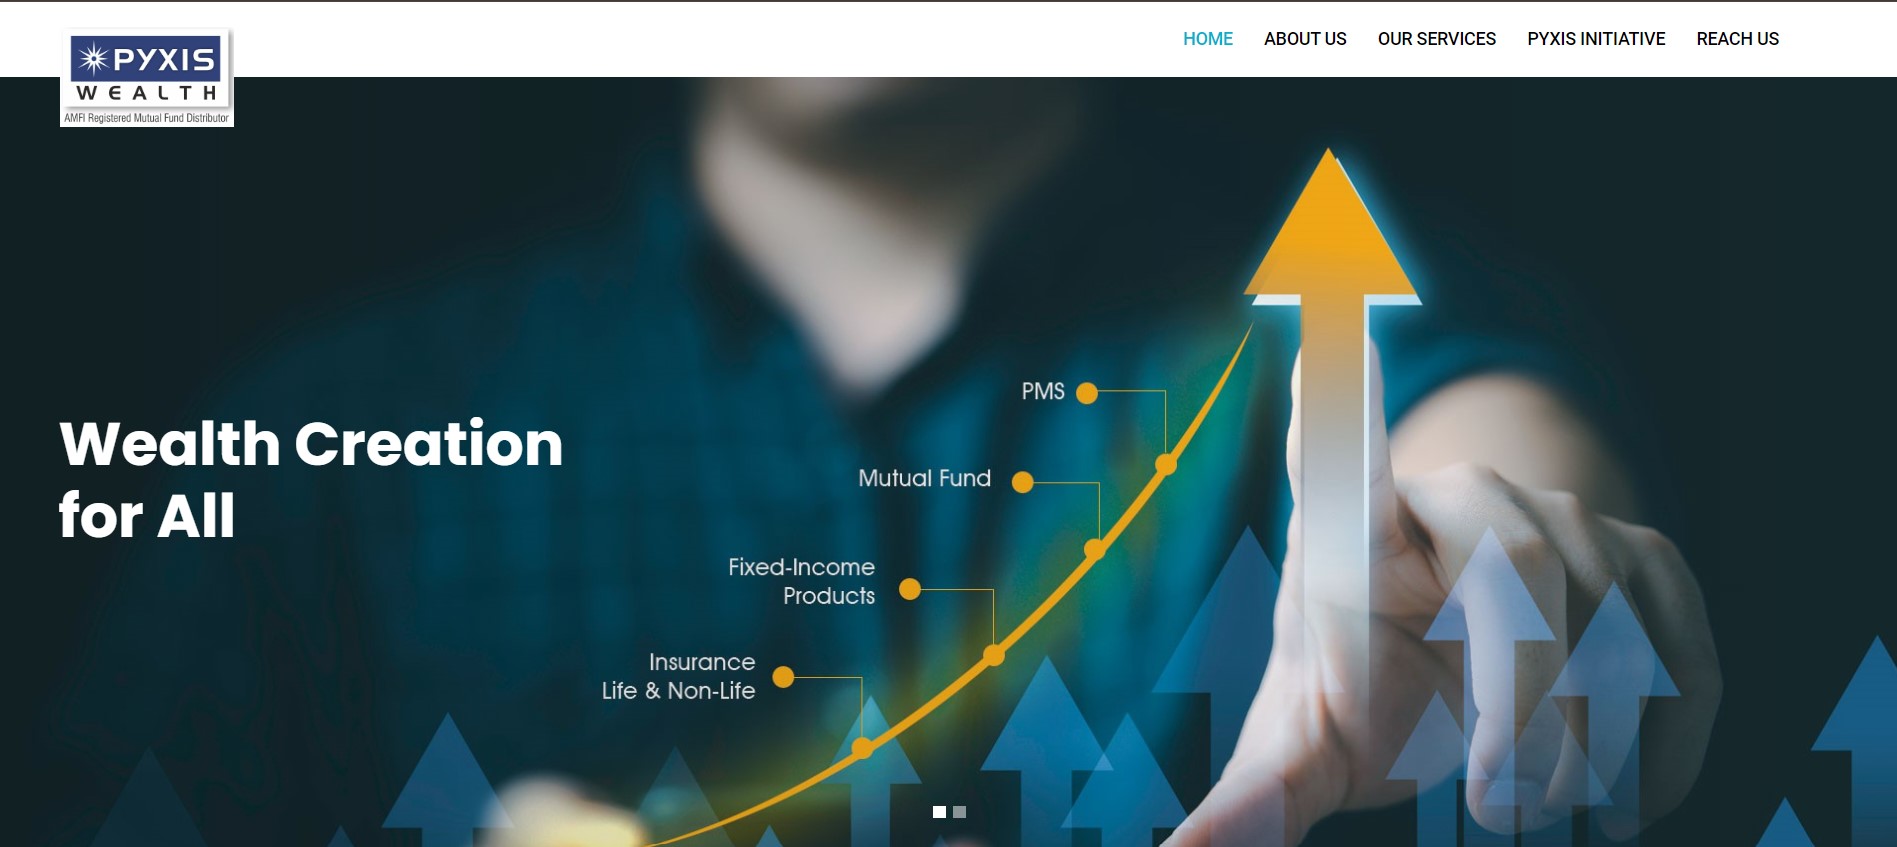 PYXIS
WEALTH
AMFI Registered Mutual Fund Distributor
HOME ABOUT US OUR SERVICES PYXIS INITIATIVE REACH US
Wealth Creation
for All
PMS
Mutual Fund
Fixed-Income
Products
Insurance
Life & Non-Life